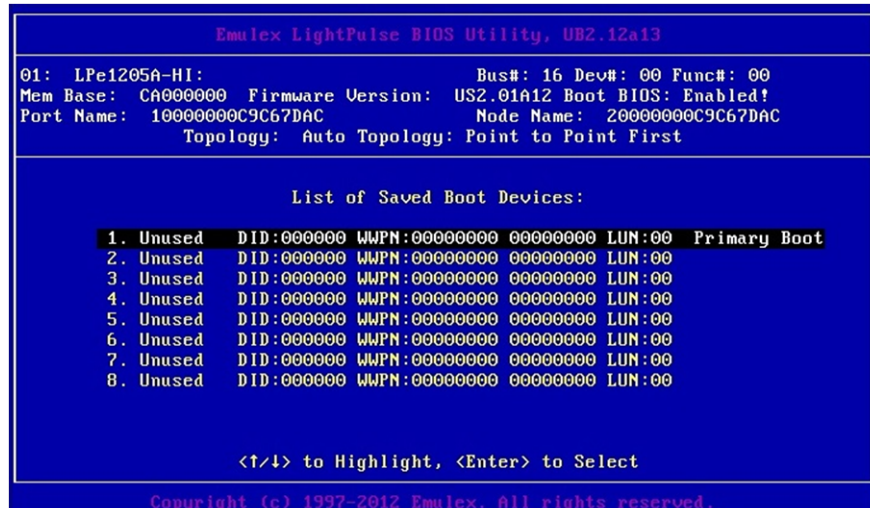 Emulex LightPulse BIOS Utility, UB2.12a13
01: LPe1205A-HI: Bus#: 16 Dev#: 00 Func#: 00
Mem Base: CA000000 Firmware Version: US2.01A12 Boot BIOS: Enabled!
Port Name: 10000000C9C67DAC Node Name: 20000000C9C67DAC
Topology: Auto Topology: Point to Point First
List of Saved Boot Devices:
1. Unused DID:000000 WWPN:00000000 00000000 LUN:00 Primary Boot
2. Unused DID:000000 WWPN:00000000 00000000 LUN:00
3. Unused DID:000000 WWPN:00000000 00000000 LUN:00
4. Unused DID:000000 WWPN:00000000 00000000 LUN:00
5. Unused DID:000000 WWPN:00000000 00000000 LUN:00
6. Unused DID:000000 WWPN:00000000 00000000 LUN:00
7. Unused DID:000000 WWPN:00000000 00000000 LUN:00
8. Unused DID:000000 WWPN:00000000 00000000 LUN:00
<↑/↓> to Highlight, <Enter> to Select
Copyright (c) 1997-2012 Emulex. All rights reserved.